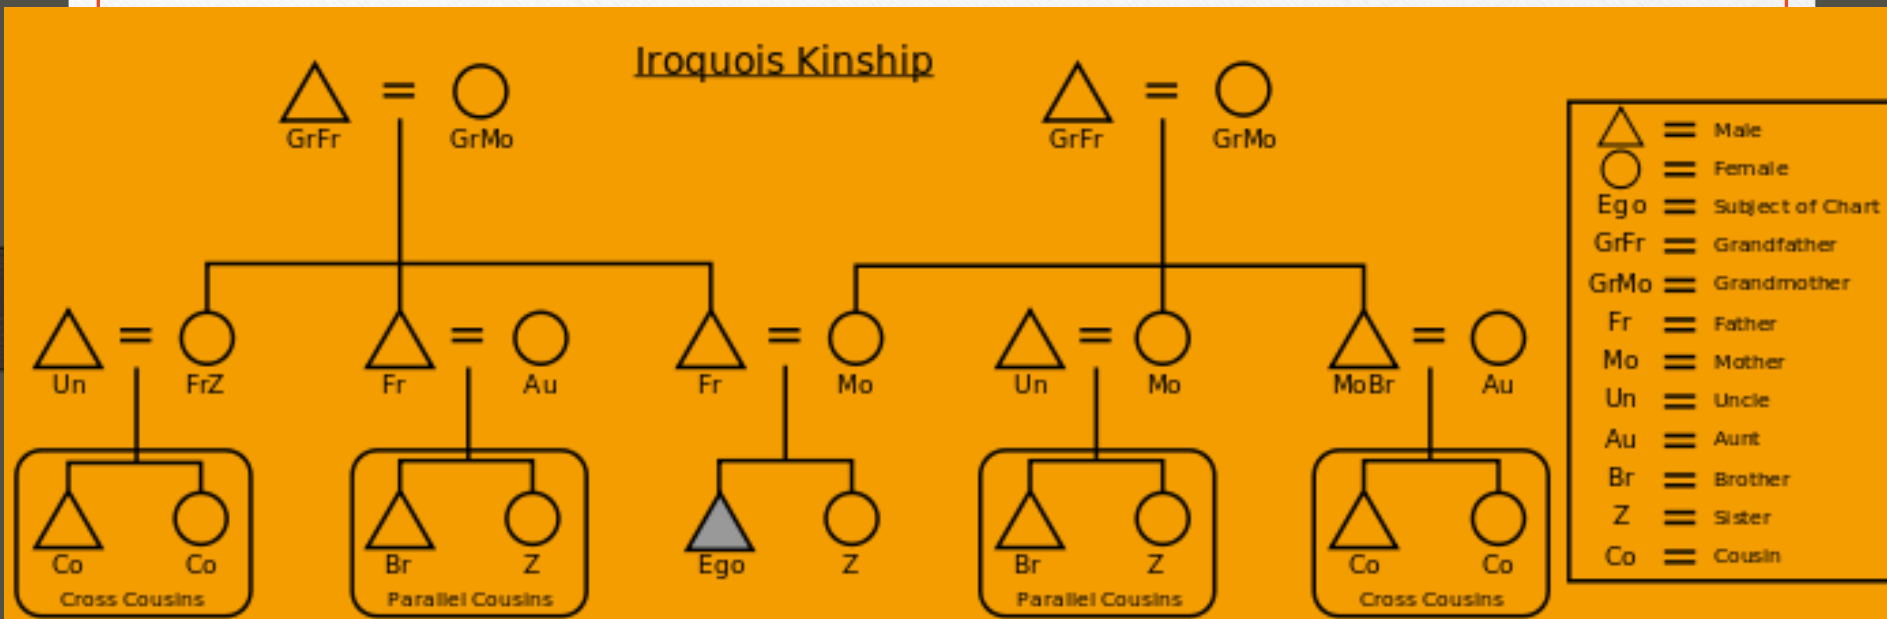 Iroquois Kinship
GrFr = GrMo
GrFr = GrMo
Un = FrZ
Fr = Au
Fr = Mo
Un = Mo
MoBr = Au
Co Co
Cross Cousins
Br Z
Parallel Cousins
Ego Z
Br Z
Parallel Cousins
Co Co
Cross Cousins
= Male
= Female
Ego = Subject of Chart
GrFr = Grandfather
GrMo = Grandmother
Fr = Father
Mo = Mother
Un = Uncle
Au = Aunt
Br = Brother
Z = Sister
Co = Cousin